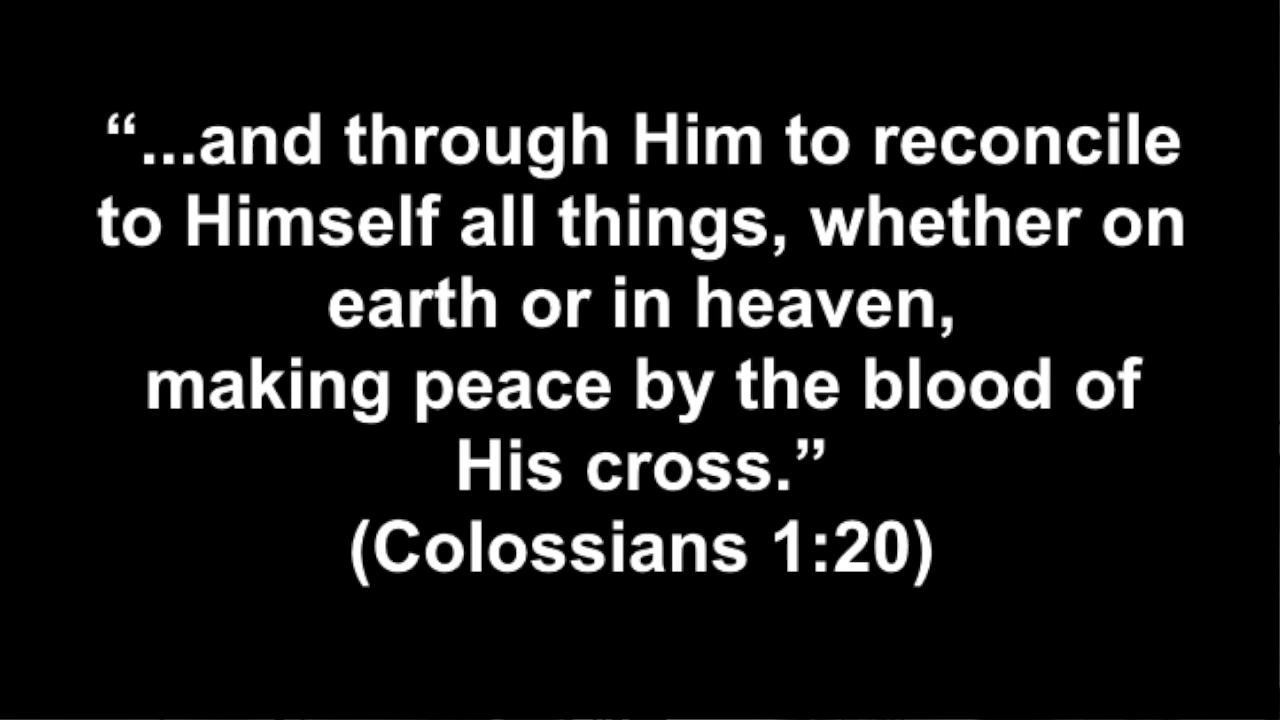 “...and through Him to reconcile
to Himself all things, whether on
earth or in heaven,
making peace by the blood of
His cross.”
(Colossians 1:20)